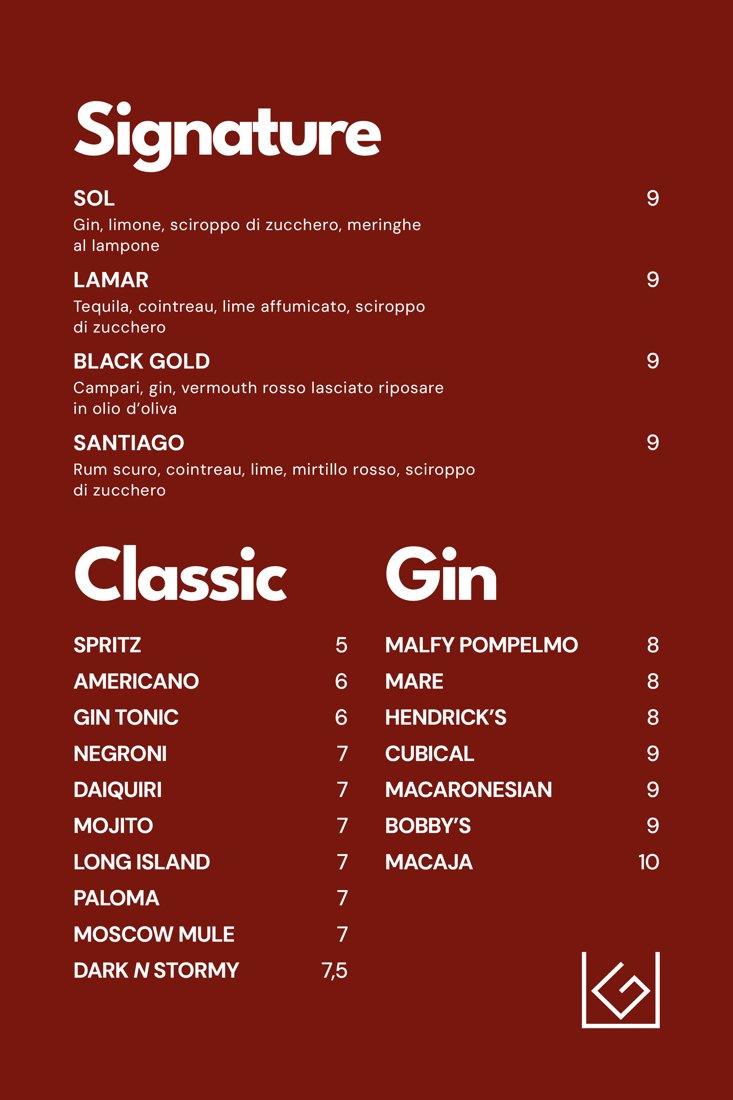 Signature
SOL 9
Gin, limone, sciroppo di zucchero, meringhe
al lampone
LAMAR 9
Tequila, cointreau, lime affumicato, sciroppo
di zucchero
BLACK GOLD 9
Campari, gin, vermouth rosso lasciato riposare
in olio d’oliva
SANTIAGO 9
Rum scuro, cointreau, lime, mirtillo rosso, sciroppo
di zucchero
Classic
SPRITZ 5
AMERICANO 6
GIN TONIC 6
NEGRONI 7
DAIQUIRI 7
MOJITO 7
LONG ISLAND 7
PALOMA 7
MOSCOW MULE 7
DARK N STORMY 7,5
Gin
MALFY POMPELMO 8
MARE 8
HENDRICK’S 8
CUBICAL 9
MACARONESIAN 9
BOBBY’S 9
MACAJA 10